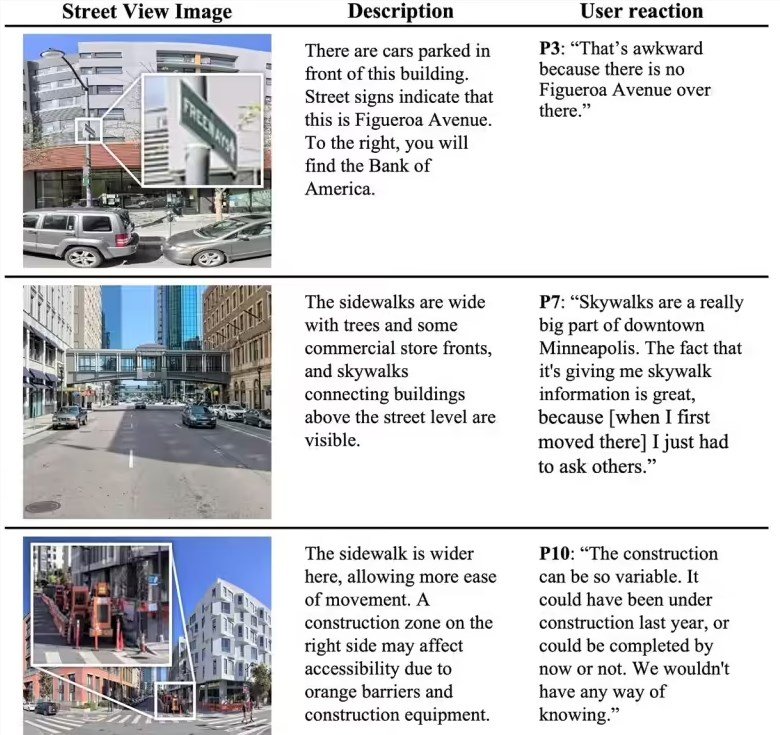 Street View Image
Description
User reaction
There are cars parked in
front of this building.
Street signs indicate that
this is Figueroa Avenue.
To the right, you will
find the Bank of
America.
P3: “That’s awkward
because there is no
Figueroa Avenue over
there.”
The sidewalks are wide
with trees and some
commercial store fronts,
and skywalks
connecting buildings
above the street level are
visible.
P7: “Skywalks are a really
big part of downtown
Minneapolis. The fact that
it's giving me skywalk
information is great,
because [when I first
moved there] I just had
to ask others.”
The sidewalk is wider
here, allowing more ease
of movement. A
construction zone on the
right side may affect
accessibility due to
orange barriers and
construction equipment.
P10: “The construction
can be so variable. It
could have been under
construction last year, or
could be completed by
now or not. We wouldn't
have any way of
knowing.”